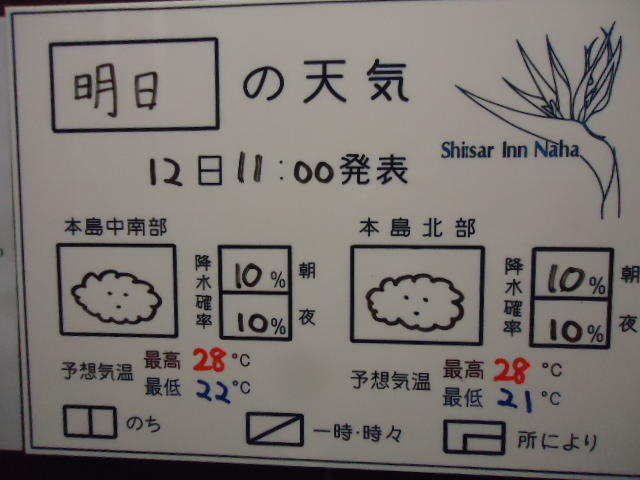 明日 の天気
Shiisar Inn Naha
12日11:00発表
本島中南部
降水確率
10% 朝
10% 夜
予想気温
最高 28℃
最低 22℃
本島北部
降水確率
10% 朝
10% 夜
予想気温
最高 28℃
最低 21℃
のち
一時・時々
所により